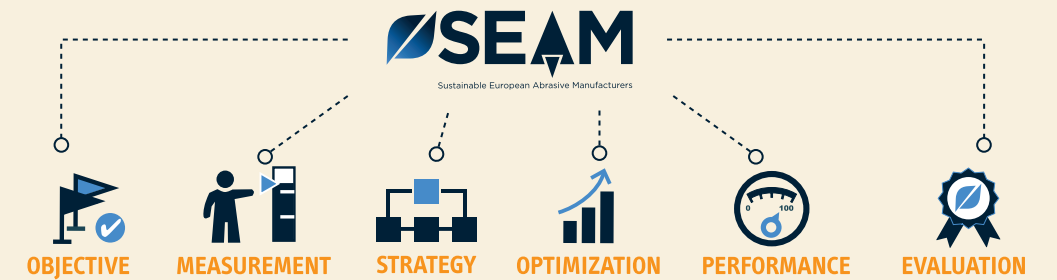 SEAM
Sustainable European Abrasive Manufacturers
0 100
OBJECTIVE MEASUREMENT STRATEGY OPTIMIZATION PERFORMANCE EVALUATION